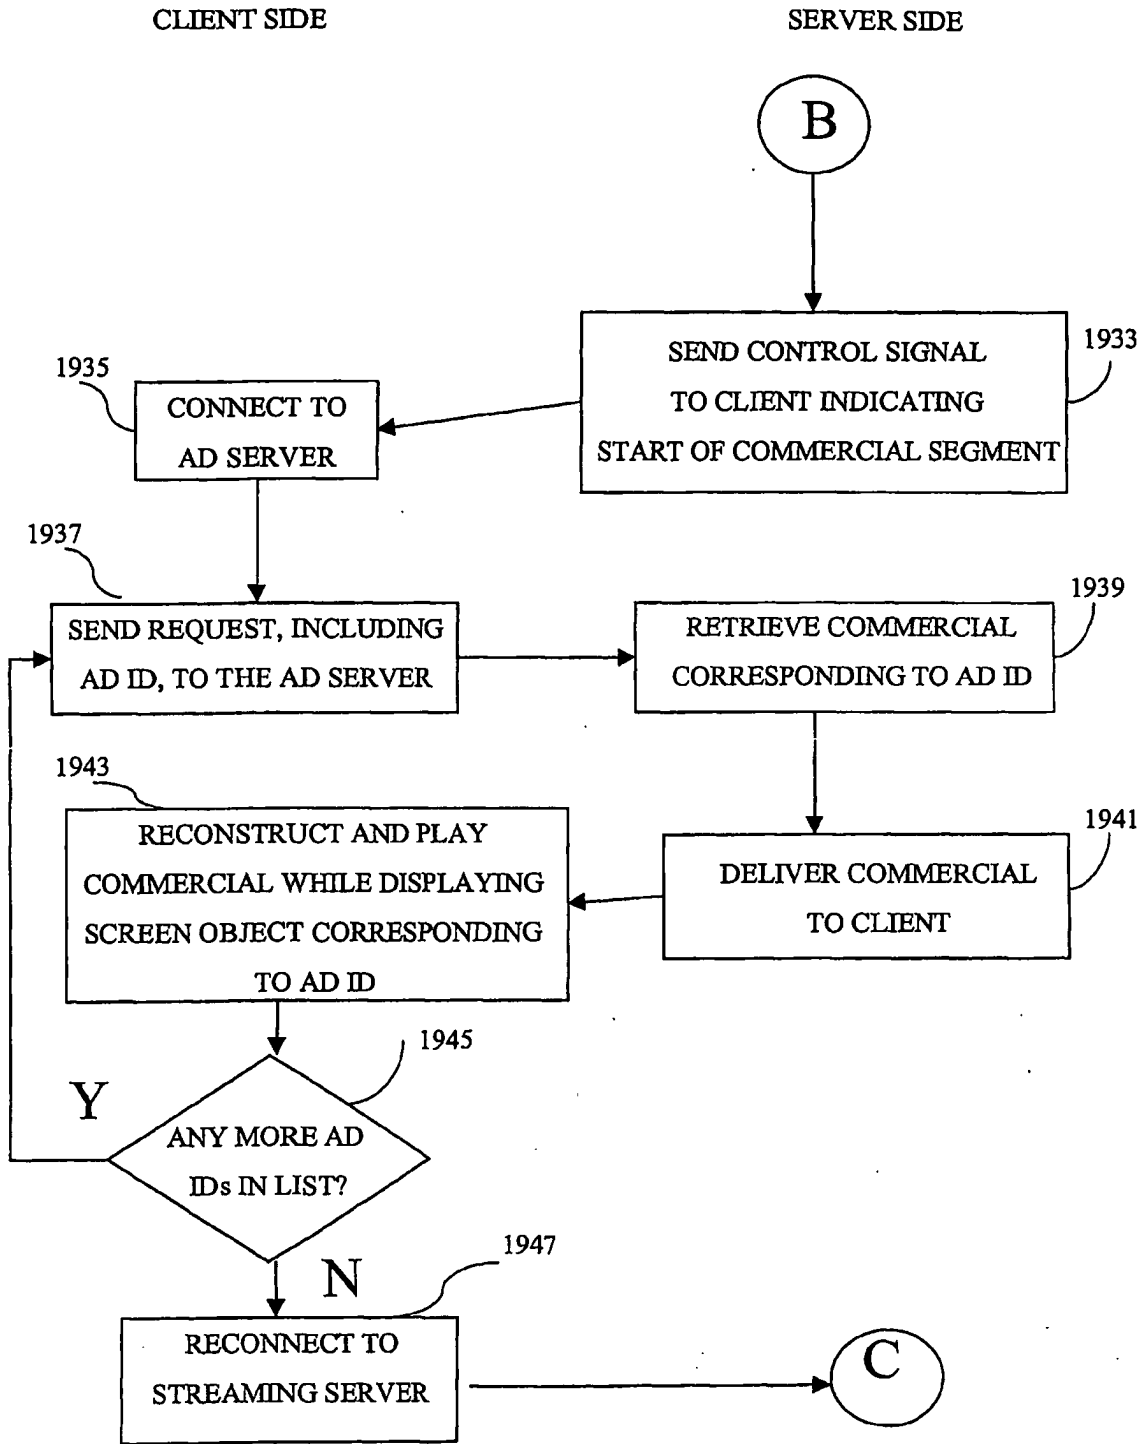 CLIENT SIDE
SERVER SIDE
B
1933
SEND CONTROL SIGNAL
TO CLIENT INDICATING
START OF COMMERCIAL SEGMENT
1935
CONNECT TO
AD SERVER
1937
SEND REQUEST, INCLUDING
AD ID, TO THE AD SERVER
1939
RETRIEVE COMMERCIAL
CORRESPONDING TO AD ID
1941
DELIVER COMMERCIAL
TO CLIENT
1943
RECONSTRUCT AND PLAY
COMMERCIAL WHILE DISPLAYING
SCREEN OBJECT CORRESPONDING
TO AD ID
1945
Y
ANY MORE AD
IDs IN LIST?
N
1947
RECONNECT TO
STREAMING SERVER
C